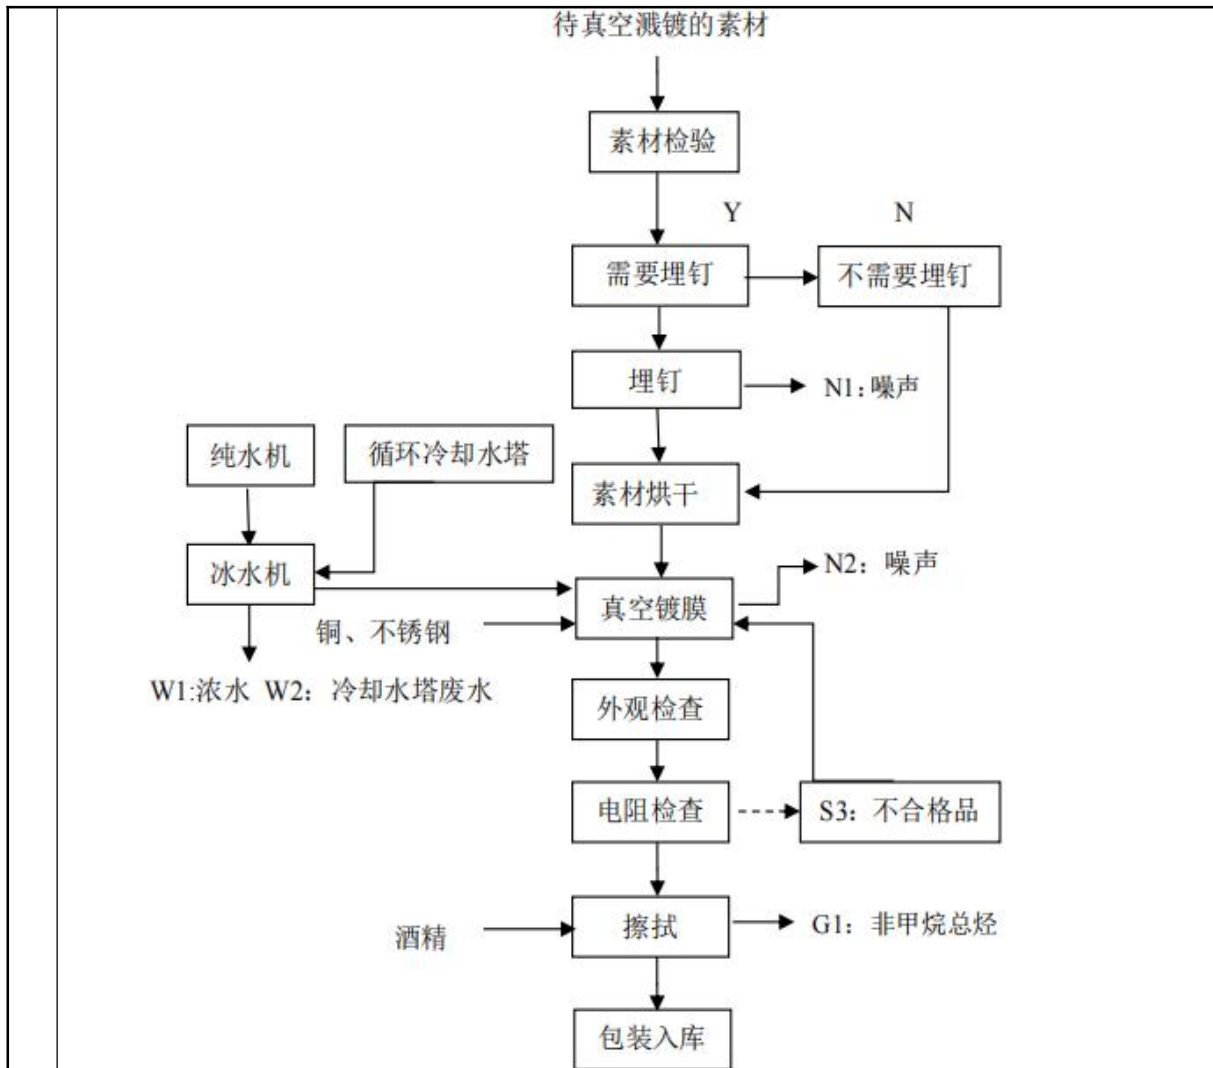 待真空溅镀的素材
素材检验
Y
N
需要埋钉
不需要埋钉
埋钉
N1:噪声
纯水机
循环冷却水塔
素材烘干
冰水机
N2：噪声
真空镀膜
铜、不锈钢
W1:浓水 W2：冷却水塔废水
外观检查
电阻检查
S3：不合格品
酒精
擦拭
G1：非甲烷总烃
包装入库